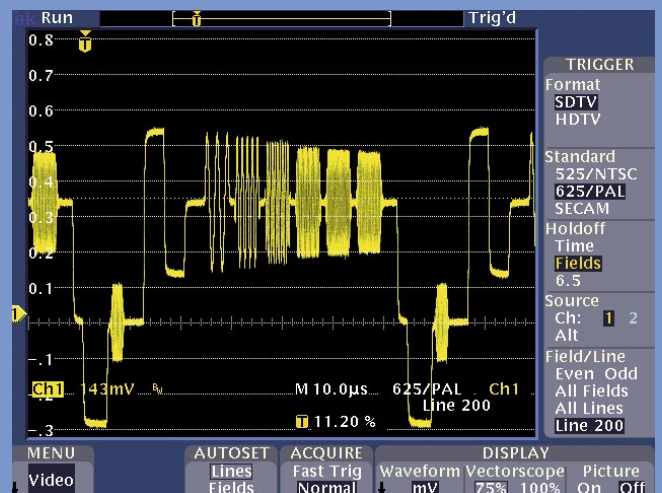 Tek Run
Trig'd
0.8
0.7
0.6
0.5
0.4
0.3
0.2
0.1
-.1
-.3
T
1
Ch1 143mV BW
M 10.0µs 625/PAL Ch1
Line 200
T 11.20 %
TRIGGER
Format
SDTV
HDTV
Standard
525/NTSC
625/PAL
SECAM
Holdoff
Time
Fields
6.5
Source
Ch: 1 2
Alt
Field/Line
Even Odd
All Fields
All Lines
Line 200
MENU
Video
AUTOSET
Lines
Fields
ACQUIRE
Fast Trig
Normal
DISPLAY
Waveform Vectorscope Picture
mV 75% 100% On Off